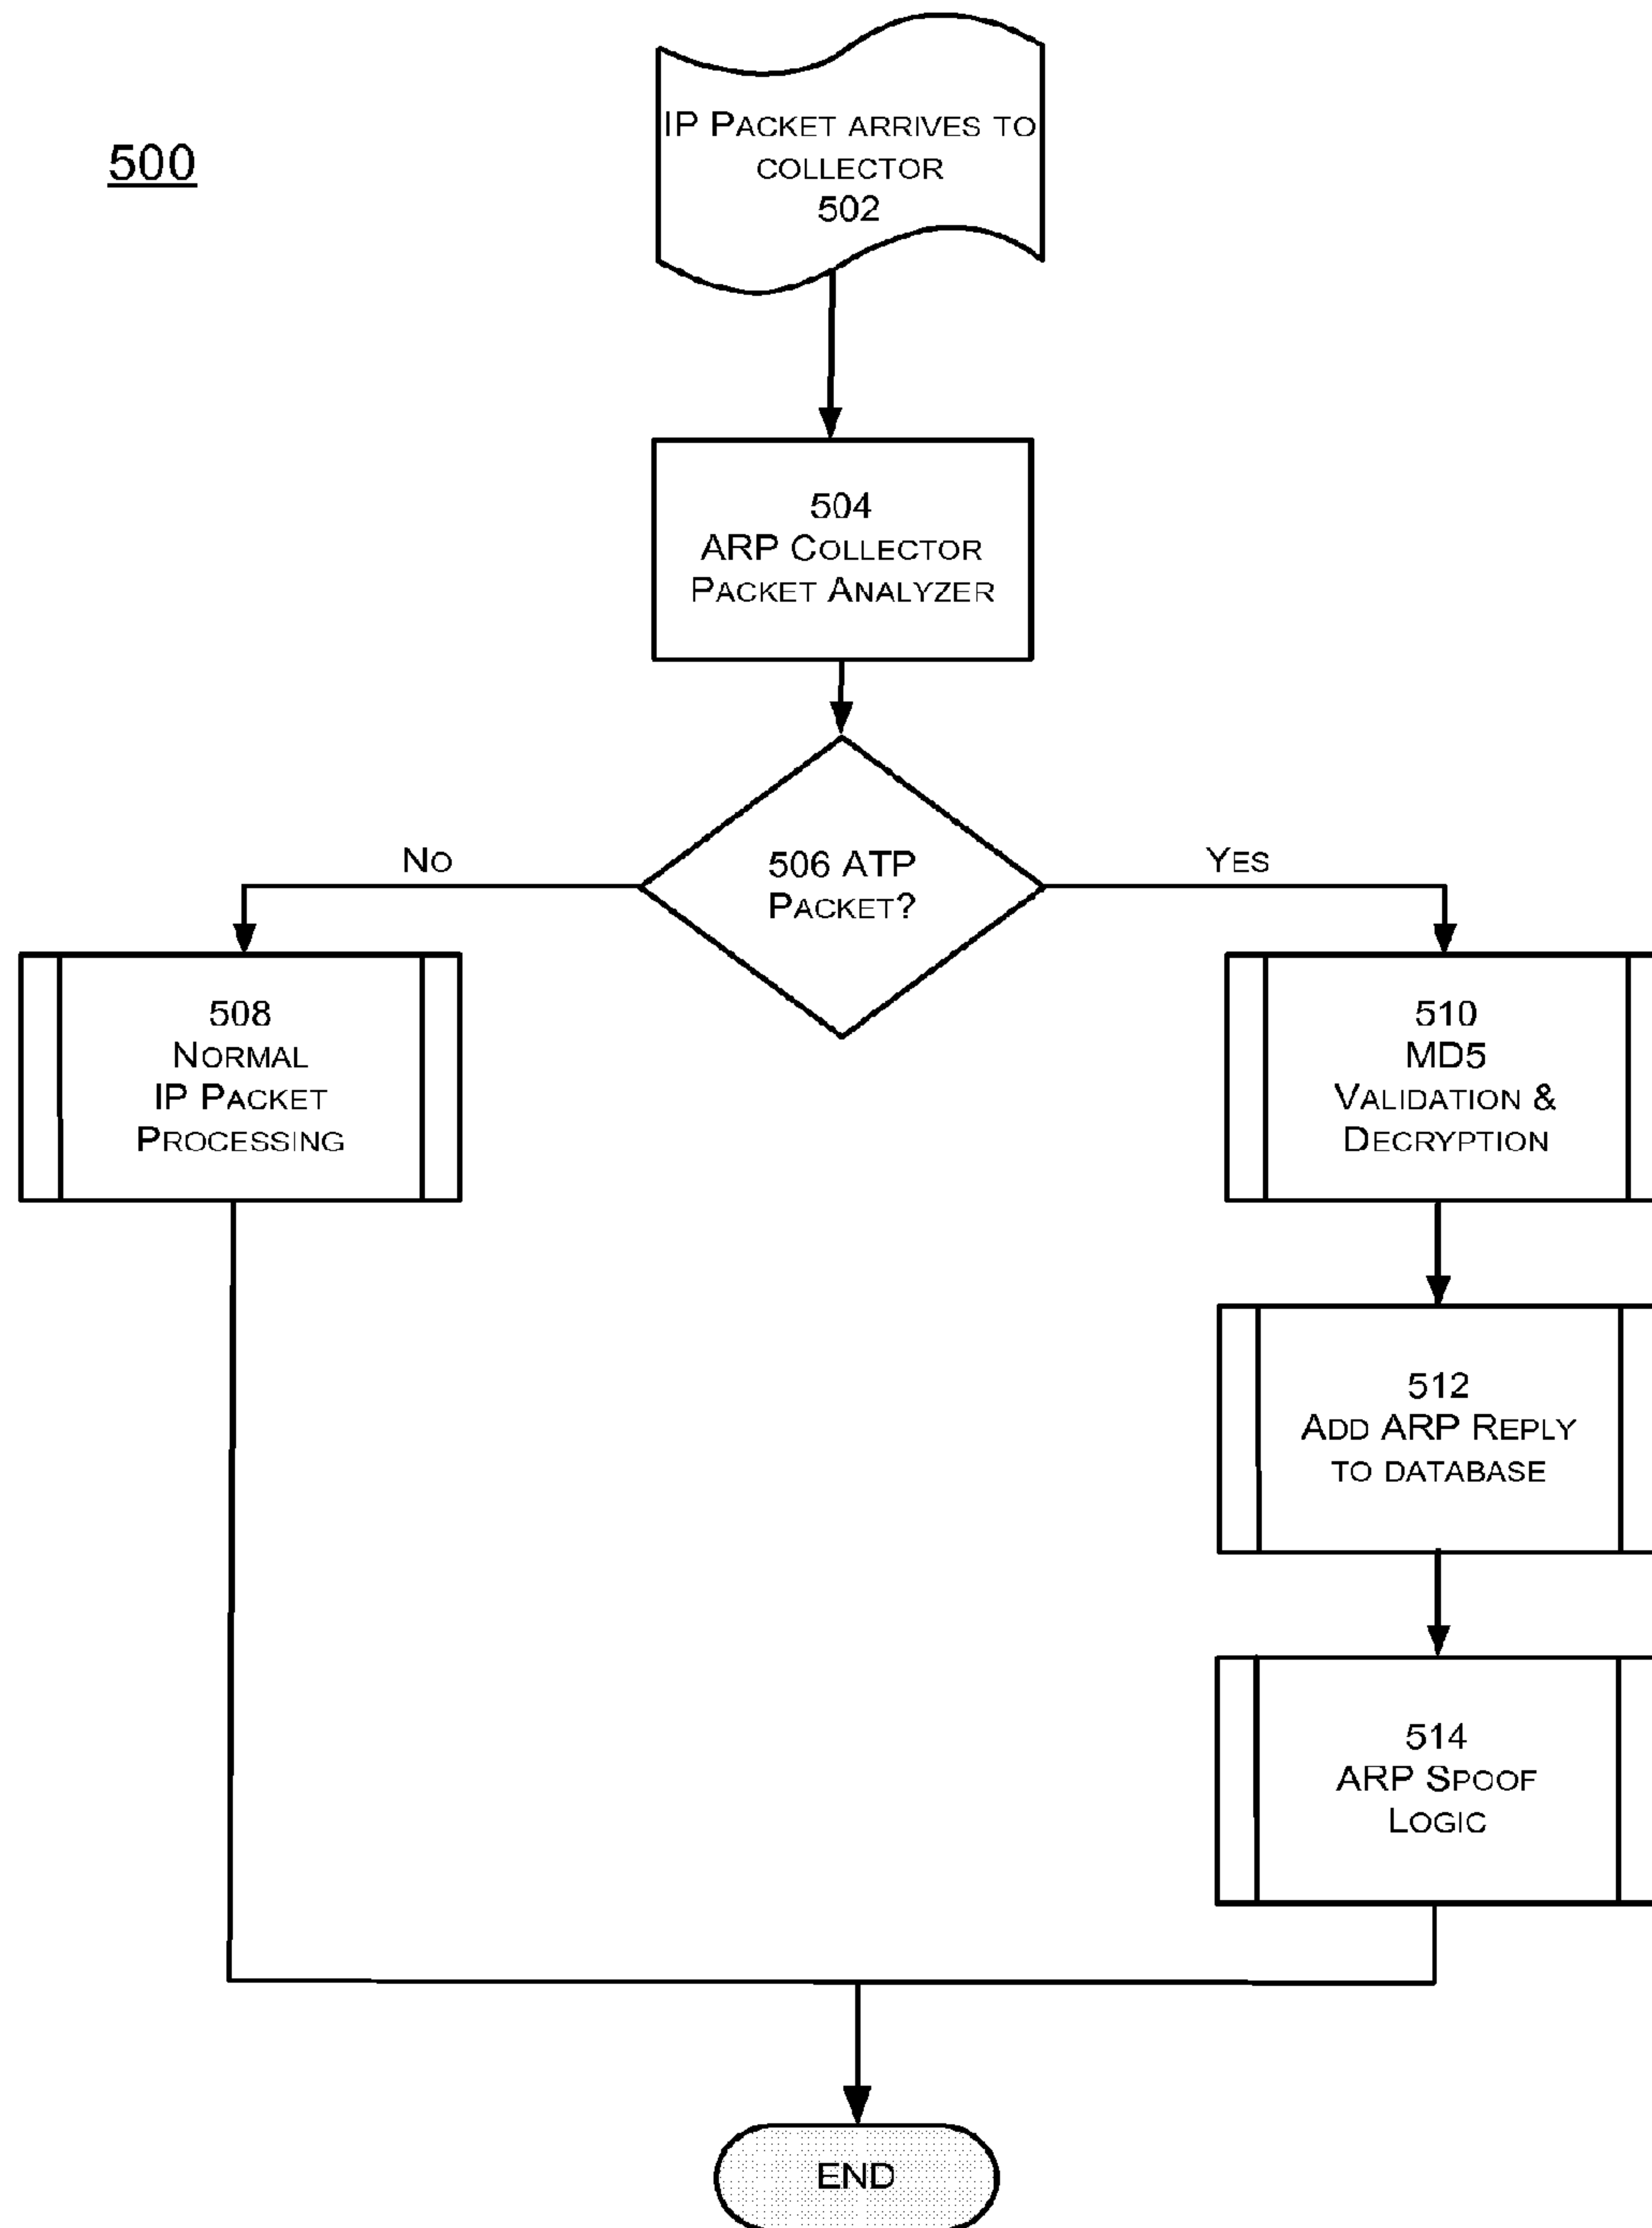 500
IP PACKET ARRIVES TO
COLLECTOR
502
504
ARP COLLECTOR
PACKET ANALYZER
506 ATP
PACKET?
NO
YES
508
NORMAL
IP PACKET
PROCESSING
510
MD5
VALIDATION &
DECRYPTION
512
ADD ARP REPLY
TO DATABASE
514
ARP SPOOF
LOGIC
END